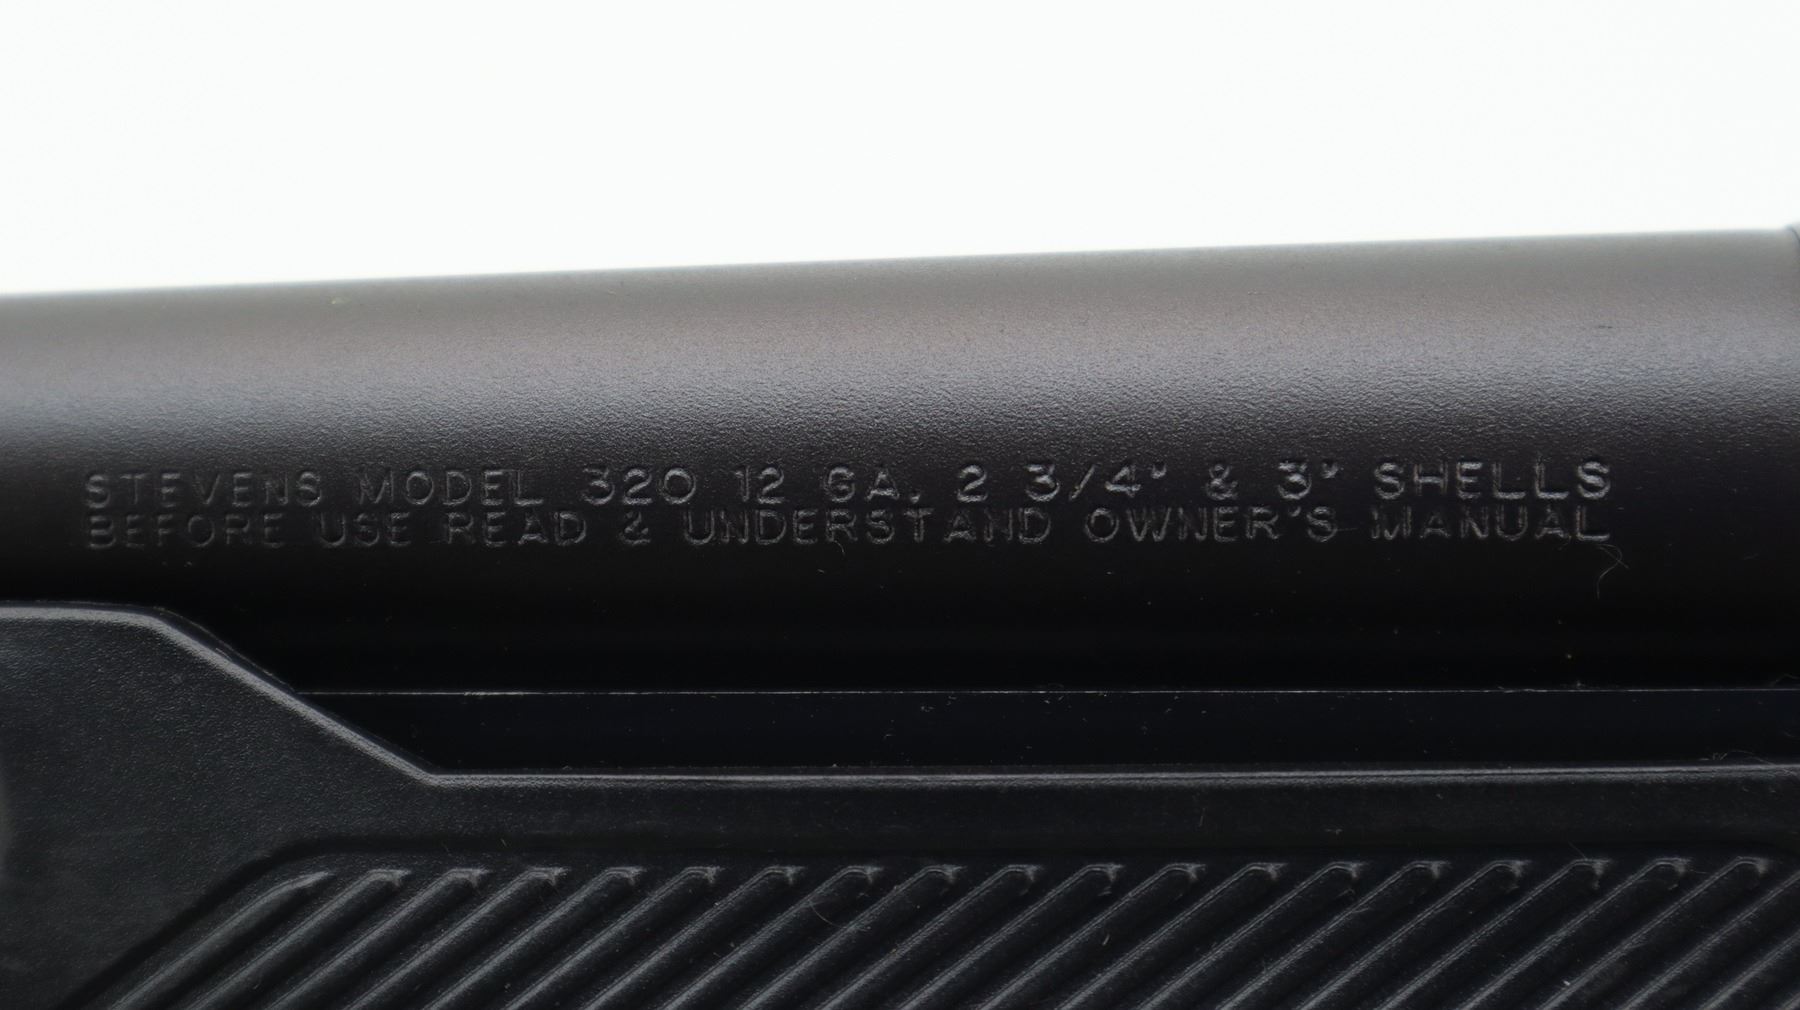 STEVENS MODEL 320 12 GA. 2 3/4" & 3" SHELLS
BEFORE USE READ & UNDERSTAND OWNER'S MANUAL